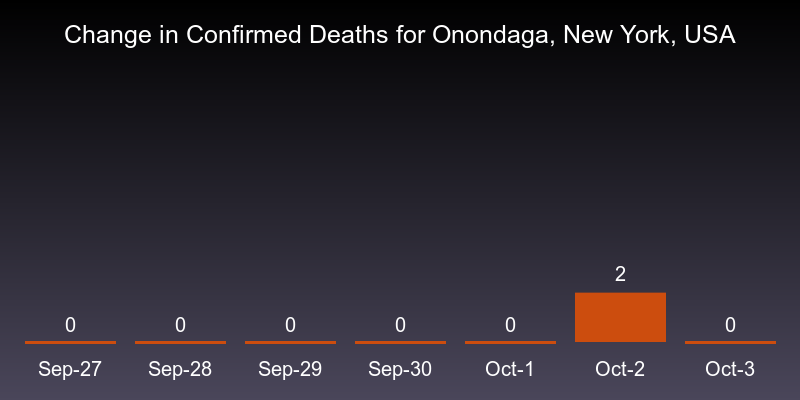 Change in Confirmed Deaths for Onondaga, New York, USA
2
0 0 0 0 0 0
Sep-27 Sep-28 Sep-29 Sep-30 Oct-1 Oct-2 Oct-3